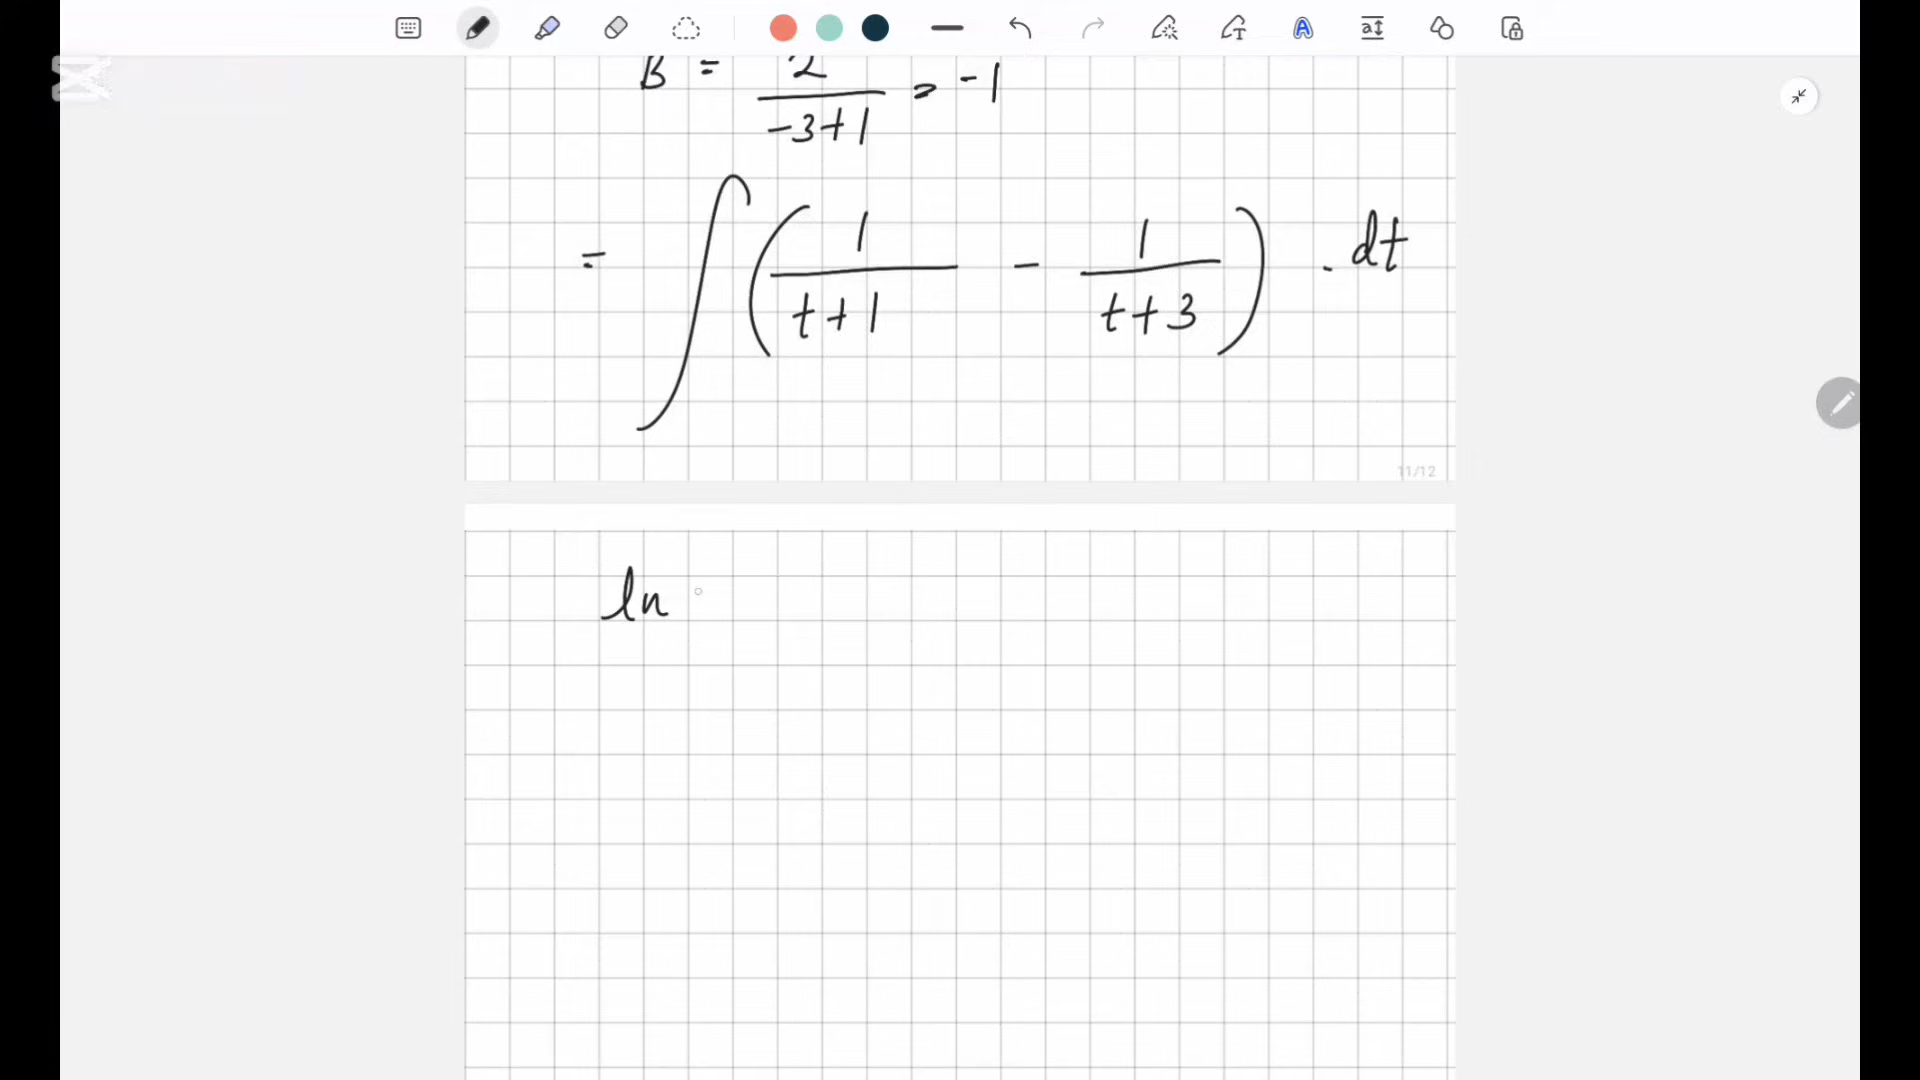 B = 2 / (-3+1) = -1
= ∫ ( 1/(t+1) - 1/(t+3) ) . dt
11/12
ln